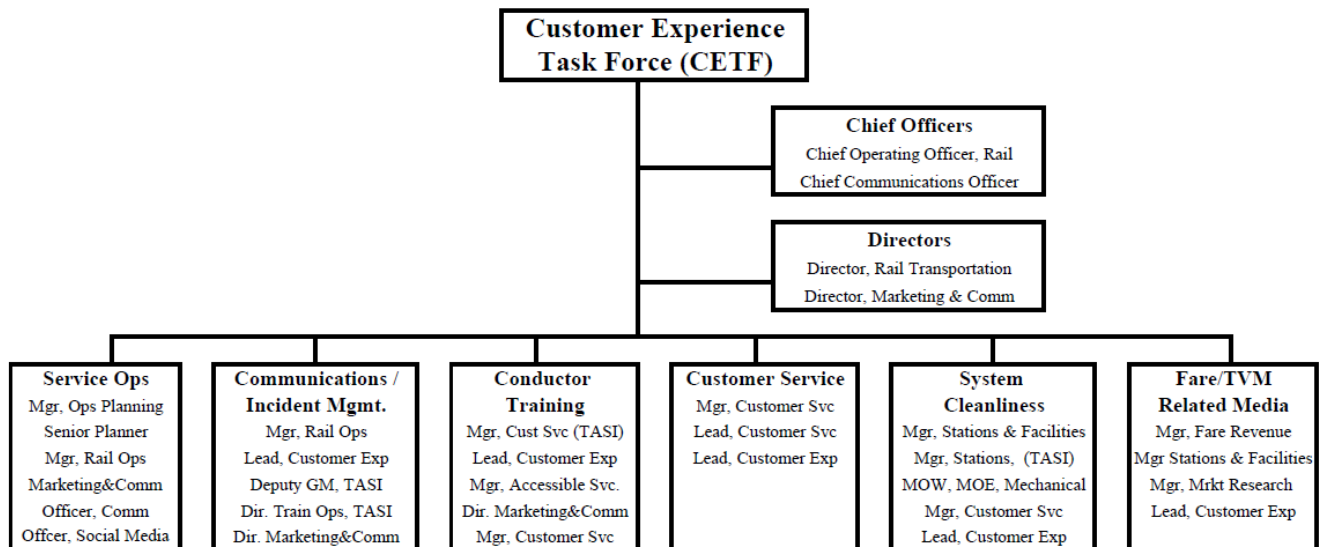 Customer Experience
Task Force (CETF)
Chief Officers
Chief Operating Officer, Rail
Chief Communications Officer
Directors
Director, Rail Transportation
Director, Marketing & Comm
Service Ops
Mgr, Ops Planning
Senior Planner
Mgr, Rail Ops
Marketing&Comm
Officer, Comm
Offcer, Social Media
Communications /
Incident Mgmt.
Mgr, Rail Ops
Lead, Customer Exp
Deputy GM, TASI
Dir. Train Ops, TASI
Dir. Marketing&Comm
Conductor
Training
Mgr, Cust Svc (TASI)
Lead, Customer Exp
Mgr, Accessible Svc.
Dir. Marketing&Comm
Mgr, Customer Svc
Customer Service
Mgr, Customer Svc
Lead, Customer Svc
Lead, Customer Exp
System
Cleanliness
Mgr, Stations & Facilities
Mgr, Stations, (TASI)
MOW, MOE, Mechanical
Mgr, Customer Svc
Lead, Customer Exp
Fare/TVM
Related Media
Mgr, Fare Revenue
Mgr Stations & Facilities
Mgr, Mrkt Research
Lead, Customer Exp